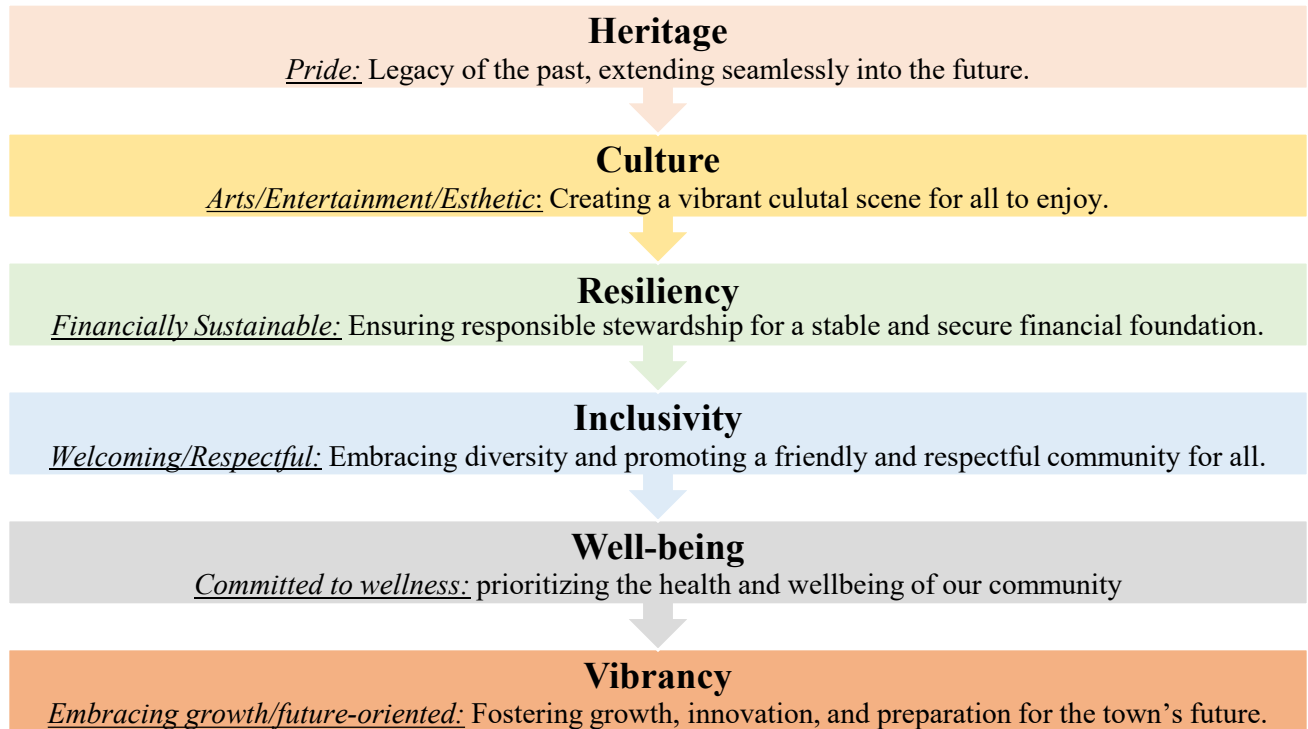 Heritage
Pride: Legacy of the past, extending seamlessly into the future.
Culture
Arts/Entertainment/Esthetic: Creating a vibrant culutal scene for all to enjoy.
Resiliency
Financially Sustainable: Ensuring responsible stewardship for a stable and secure financial foundation.
Inclusivity
Welcoming/Respectful: Embracing diversity and promoting a friendly and respectful community for all.
Well-being
Committed to wellness: prioritizing the health and wellbeing of our community
Vibrancy
Embracing growth/future-oriented: Fostering growth, innovation, and preparation for the town’s future.